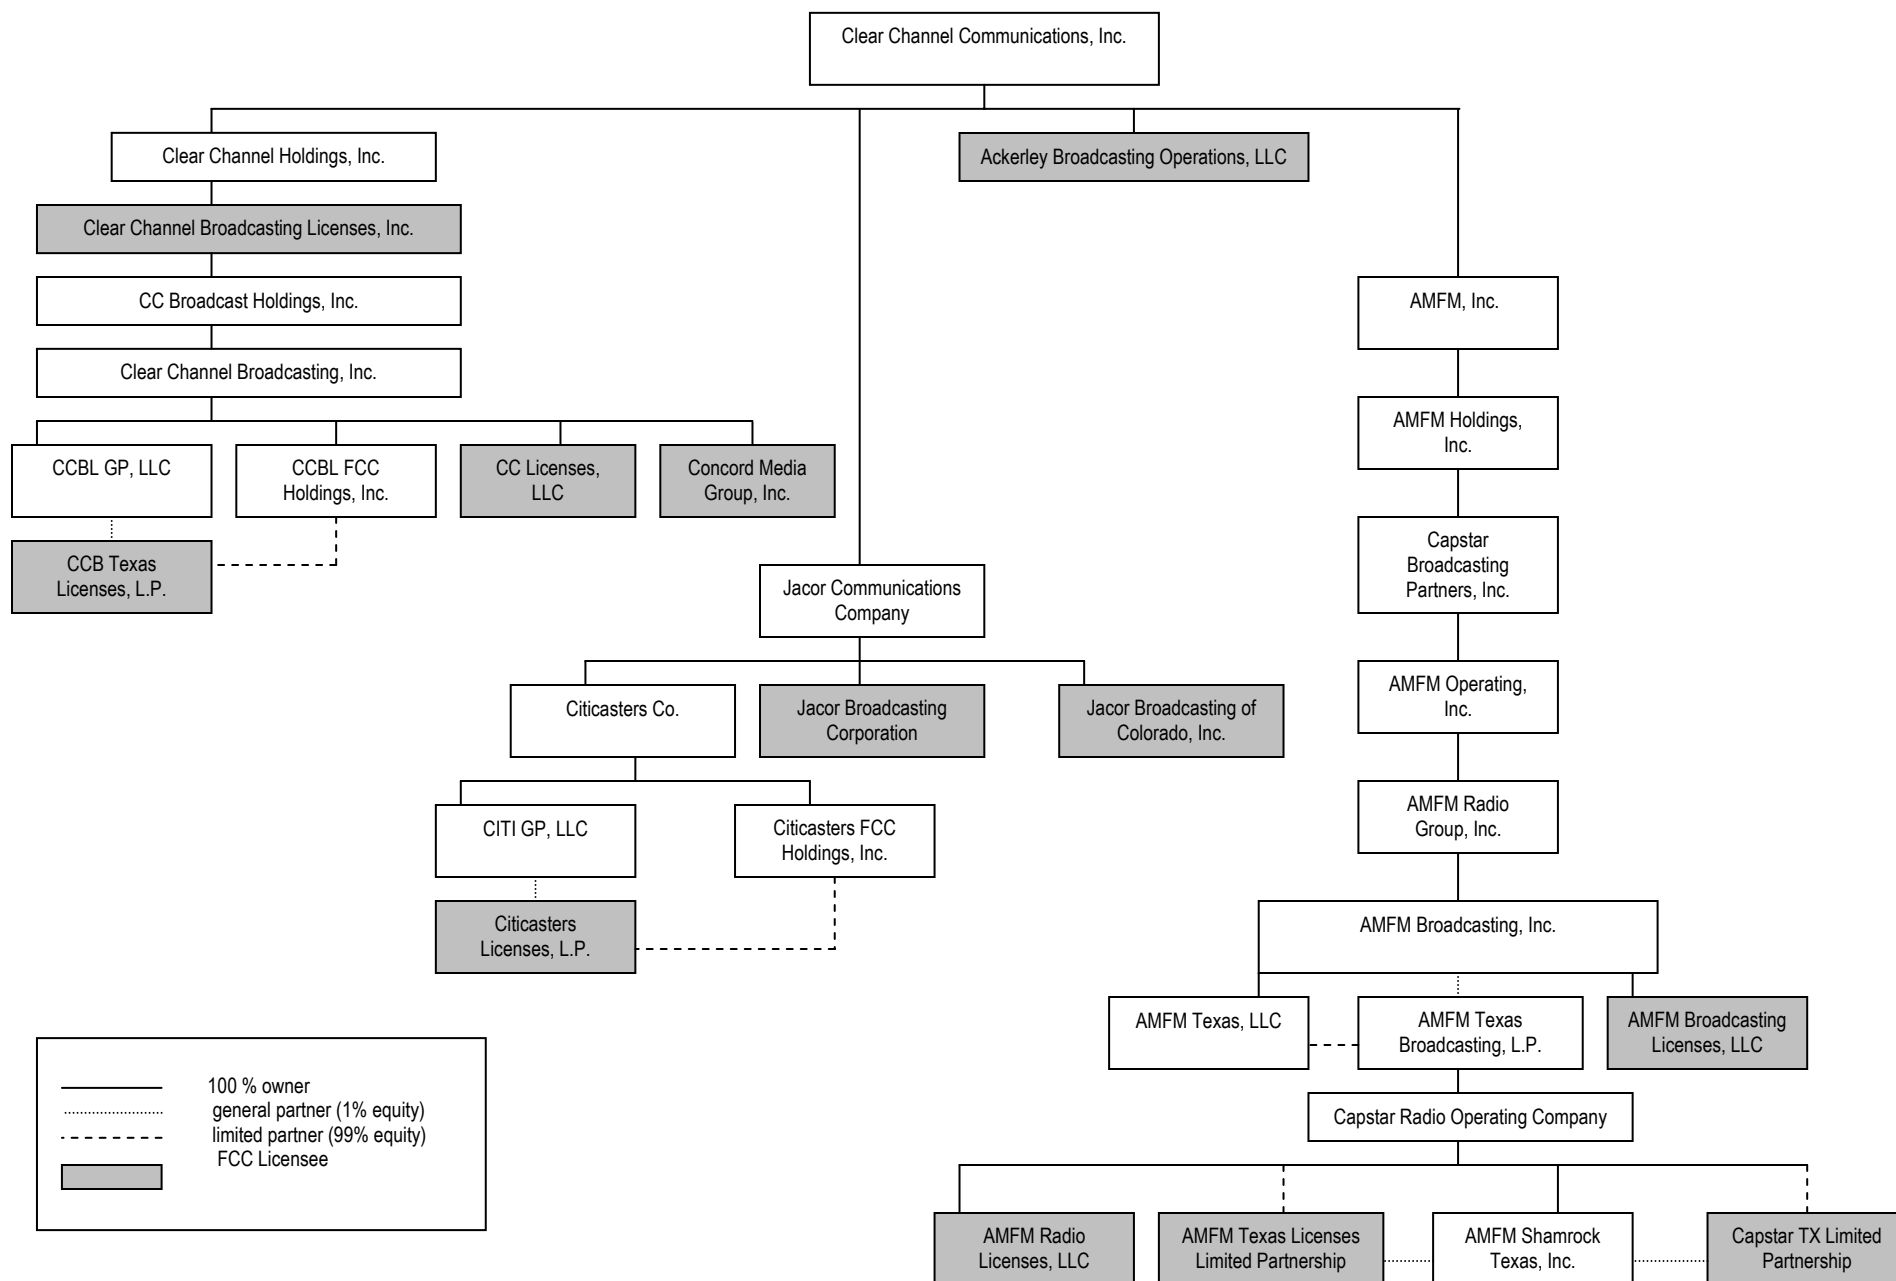 Clear Channel Communications, Inc.
Clear Channel Holdings, Inc.
Ackerley Broadcasting Operations, LLC
Clear Channel Broadcasting Licenses, Inc.
CC Broadcast Holdings, Inc.
AMFM, Inc.
Clear Channel Broadcasting, Inc.
AMFM Holdings,
Inc.
CCBL GP, LLC
CCBL FCC
Holdings, Inc.
CC Licenses,
LLC
Concord Media
Group, Inc.
Capstar
Broadcasting
Partners, Inc.
CCB Texas
Licenses, L.P.
Jacor Communications
Company
AMFM Operating,
Inc.
Citicasters Co.
Jacor Broadcasting
Corporation
Jacor Broadcasting of
Colorado, Inc.
AMFM Radio
Group, Inc.
CITI GP, LLC
Citicasters FCC
Holdings, Inc.
Citicasters
Licenses, L.P.
AMFM Broadcasting, Inc.
AMFM Texas, LLC
AMFM Texas
Broadcasting, L.P.
AMFM Broadcasting
Licenses, LLC
100 % owner
general partner (1% equity)
limited partner (99% equity)
FCC Licensee
Capstar Radio Operating Company
AMFM Radio
Licenses, LLC
AMFM Texas Licenses
Limited Partnership
AMFM Shamrock
Texas, Inc.
Capstar TX Limited
Partnership